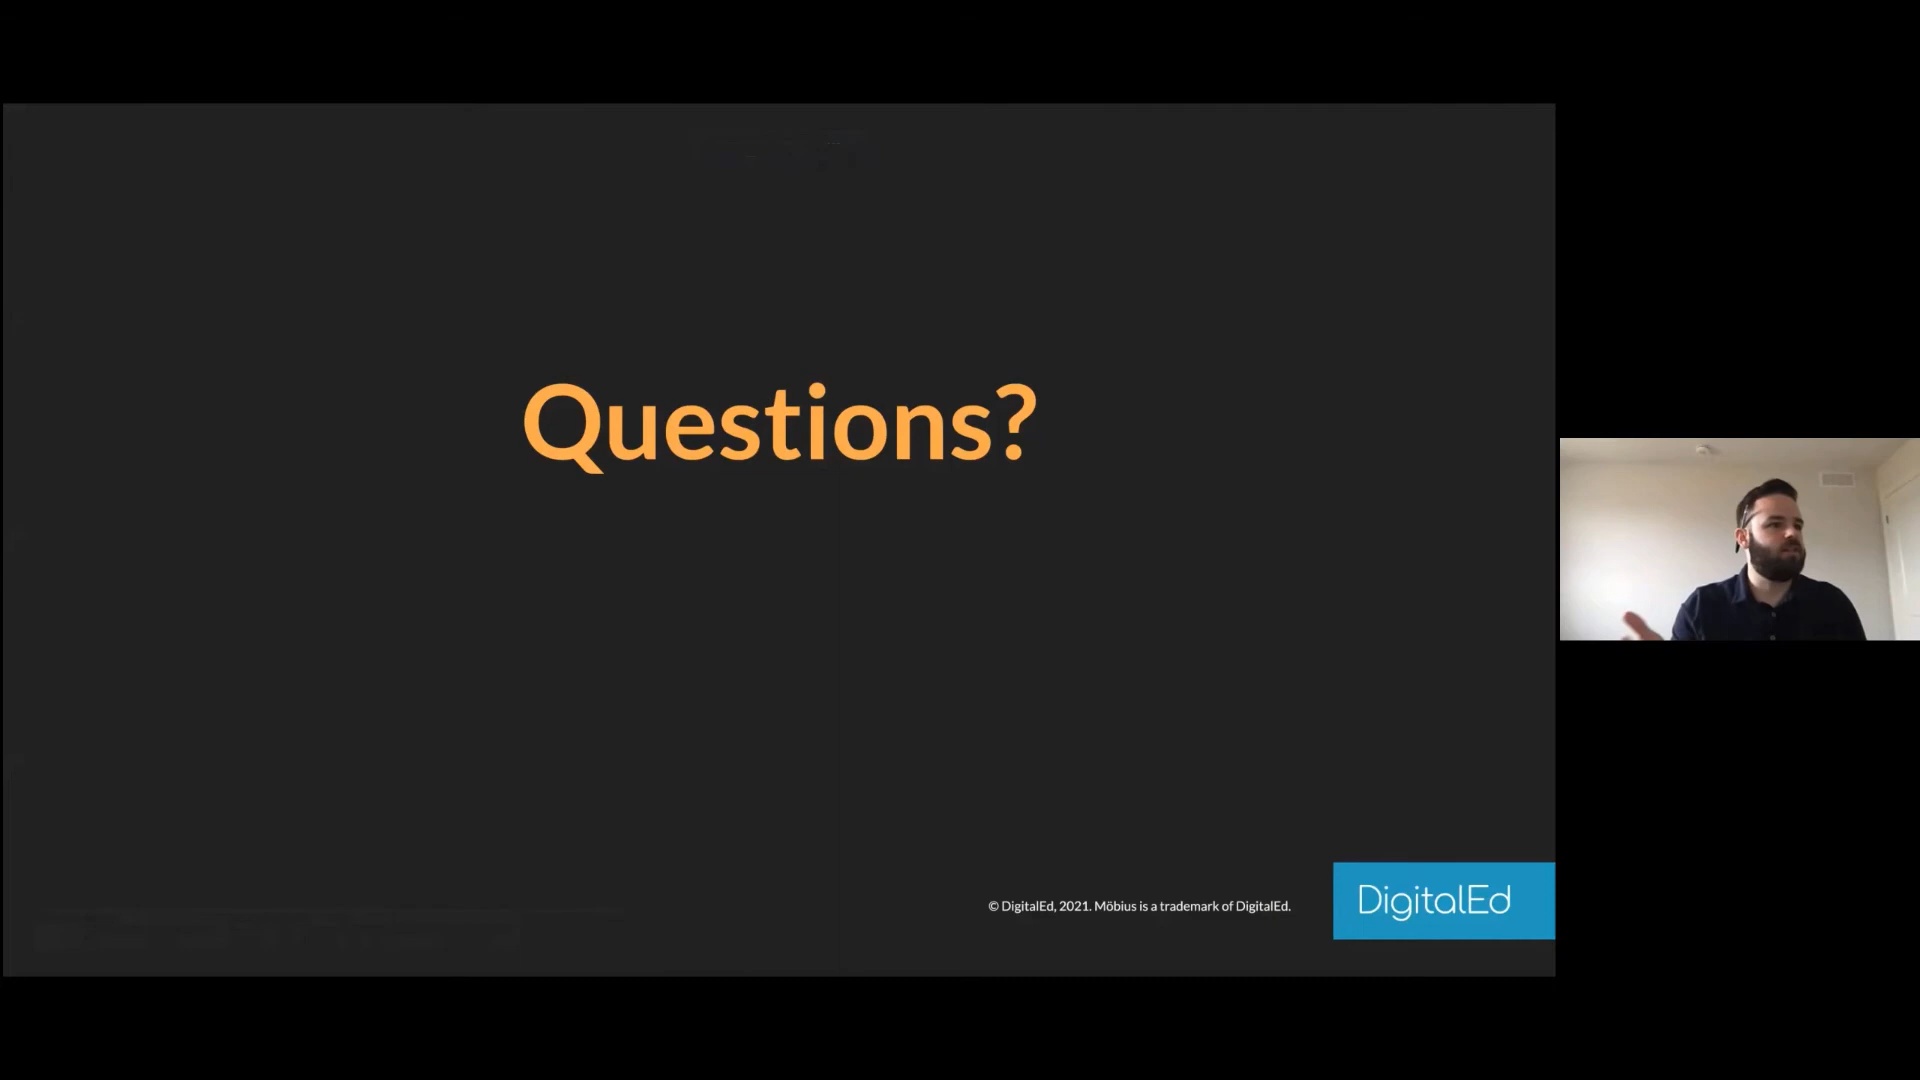 Questions?
© DigitalEd, 2021. Möbius is a trademark of DigitalEd.
DigitalEd